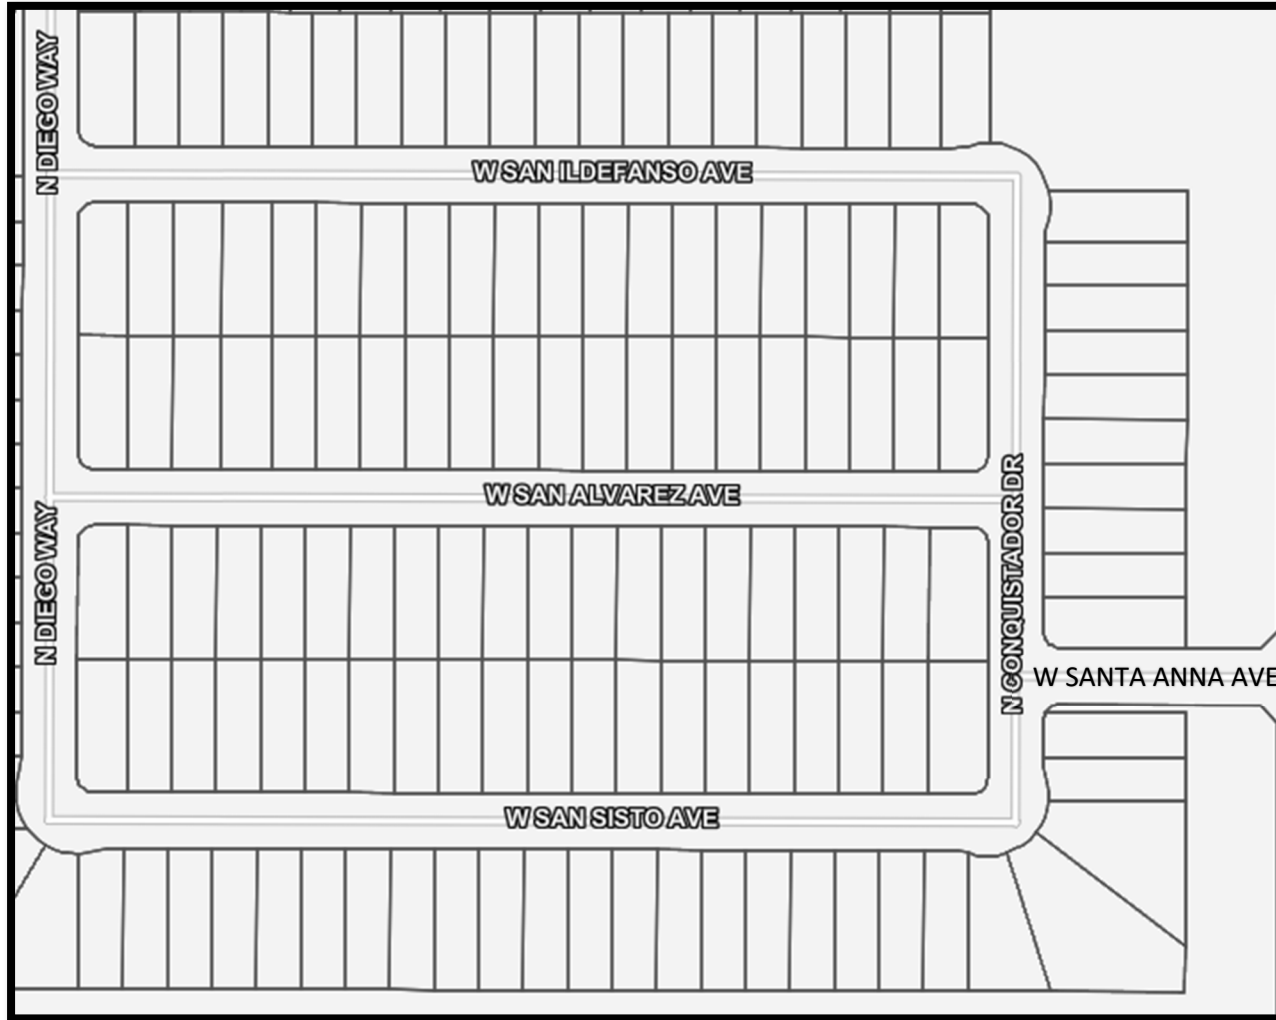 N DIEGO WAY
W SAN ILDEFANSO AVE
W SAN ALVAREZ AVE
N DIEGO WAY
N CONQUISTADOR DR
W SANTA ANNA AVE
W SAN SISTO AVE